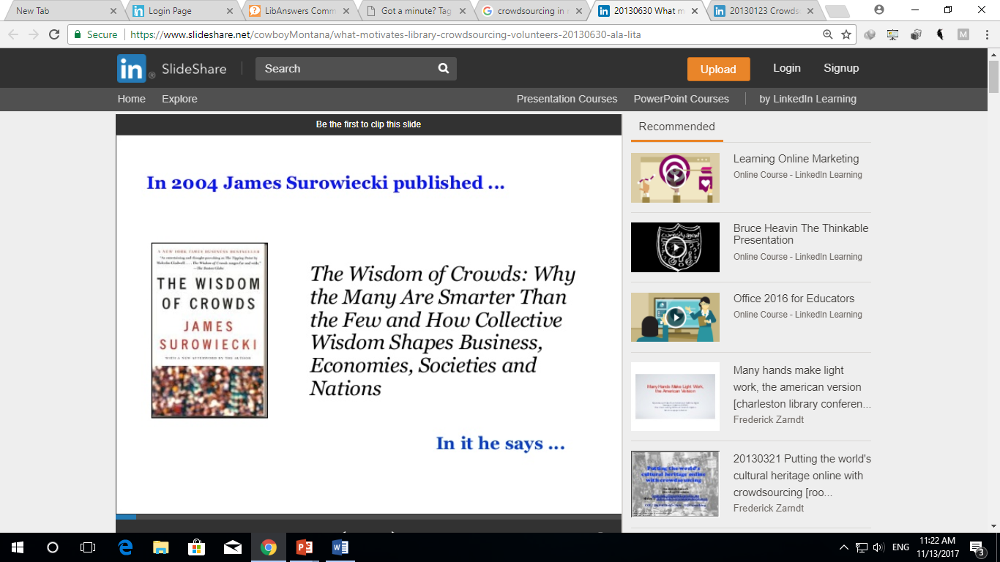 New Tab
Login Page
LibAnswers Comm
Got a minute? Tag
crowdsourcing in
20130630 What m
20130123 Crowds
Secure
https://www.slideshare.net/cowboyMontana/what-motivates-library-crowdsourcing-volunteers-20130630-ala-lita
M
in ® SlideShare
Search
Upload
Login
Signup
Home
Explore
Presentation Courses
PowerPoint Courses
by LinkedIn Learning
Be the first to clip this slide
In 2004 James Surowiecki published ...
A NEW YORK TIMES BUSINESS BESTSELLER
"As entertaining and thought-provoking as The Tipping Point by
Malcolm Gladwell. . . . The Wisdom of Crowds ranges far and wide."
—The Boston Globe
THE WISDOM
OF CROWDS
JAMES
SUROWIECKI
WITH A NEW AFTERWORD BY THE AUTHOR
The Wisdom of Crowds: Why
the Many Are Smarter Than
the Few and How Collective
Wisdom Shapes Business,
Economies, Societies and
Nations
In it he says ...
Recommended
Learning Online Marketing
Online Course - LinkedIn Learning
Bruce Heavin The Thinkable
Presentation
Online Course - LinkedIn Learning
Office 2016 for Educators
Online Course - LinkedIn Learning
Many Hands Make Light Work,
the American Version
Many hands make light
work, the american version
[charleston library conferen...
Frederick Zarndt
Putting the world's
cultural heritage online
with crowdsourcing
20130321 Putting the world's
cultural heritage online with
crowdsourcing [roo...
Frederick Zarndt
ENG
11:22 AM
11/13/2017
3